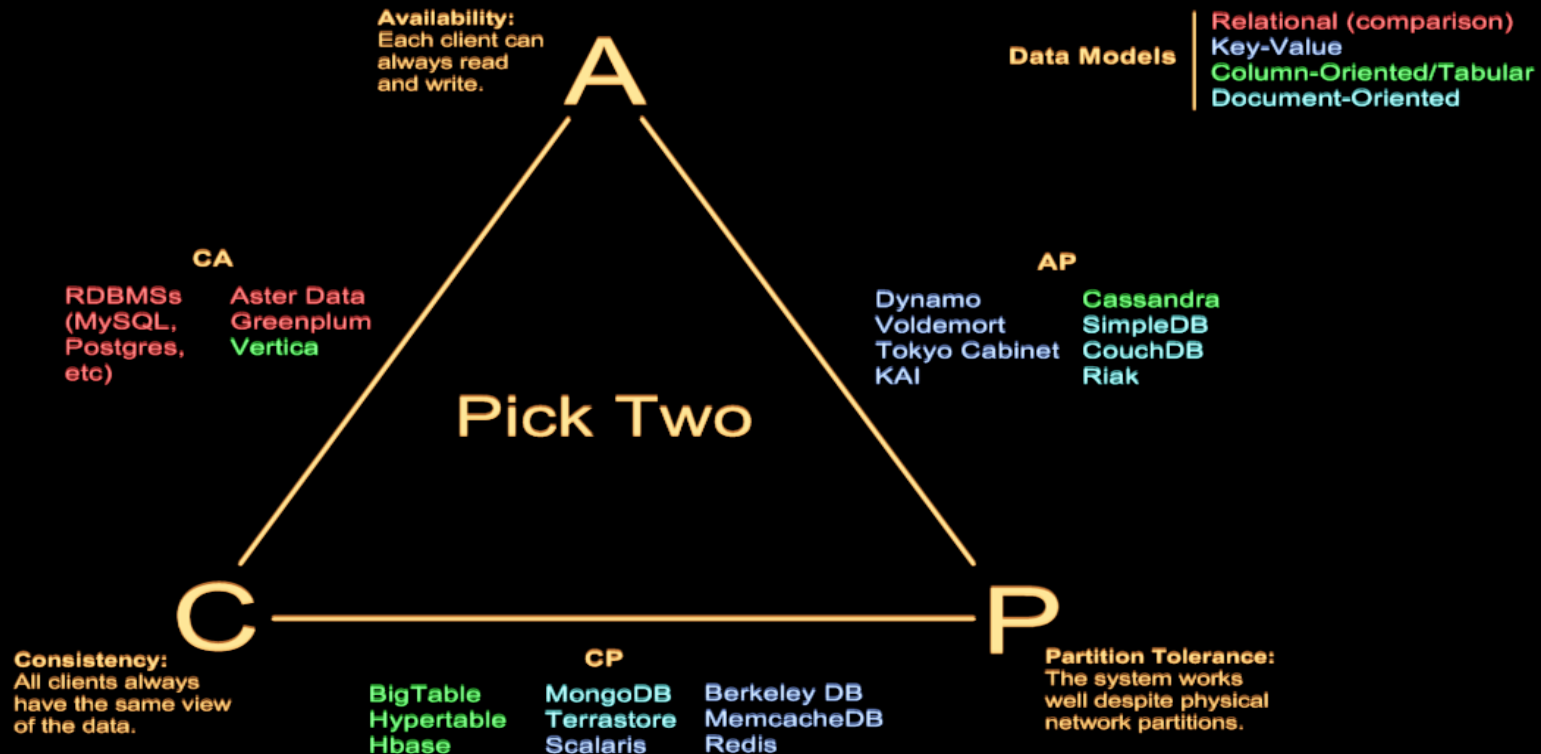 Availability:
Each client can
always read
and write.
A
Data Models
Relational (comparison)
Key-Value
Column-Oriented/Tabular
Document-Oriented
CA
RDBMSs
(MySQL,
Postgres,
etc)
Aster Data
Greenplum
Vertica
AP
Dynamo
Voldemort
Tokyo Cabinet
KAI
Cassandra
SimpleDB
CouchDB
Riak
Pick Two
C
P
Consistency:
All clients always
have the same view
of the data.
CP
BigTable
Hypertable
Hbase
MongoDB
Terrastore
Scalaris
Berkeley DB
MemcacheDB
Redis
Partition Tolerance:
The system works
well despite physical
network partitions.